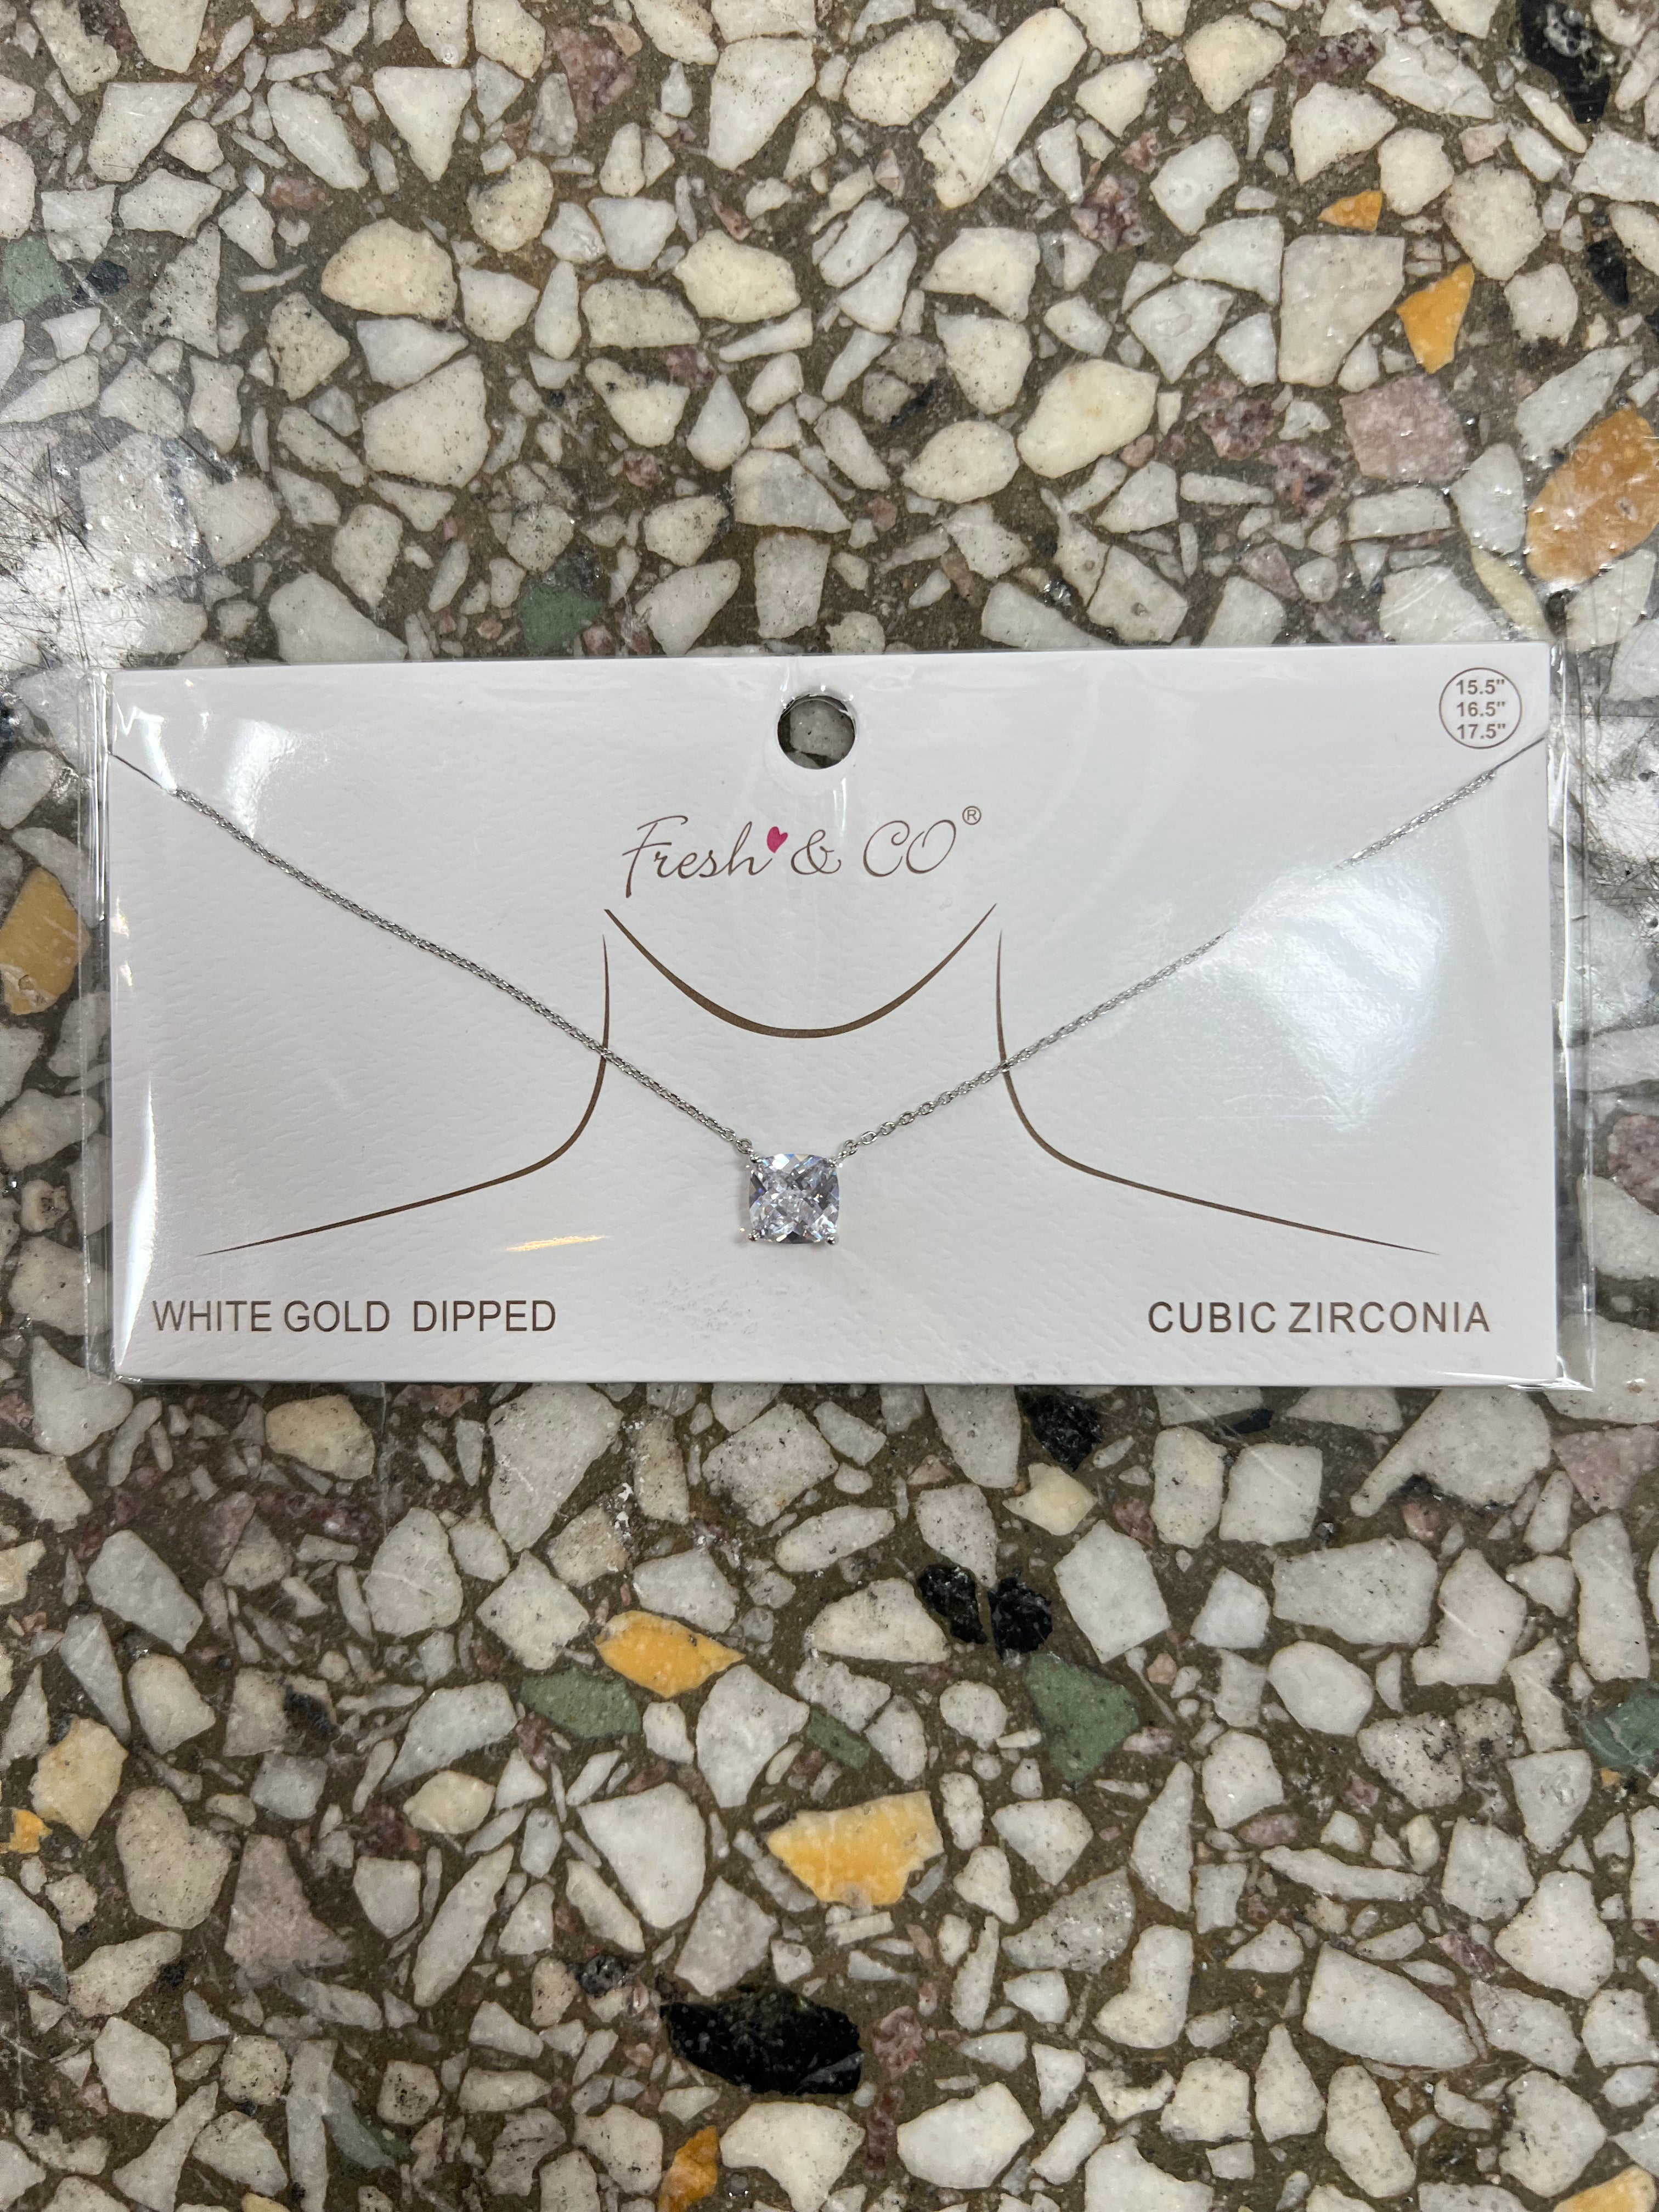 15.5"
16.5"
17.5"
Fresh & CO®
WHITE GOLD DIPPED
CUBIC ZIRCONIA